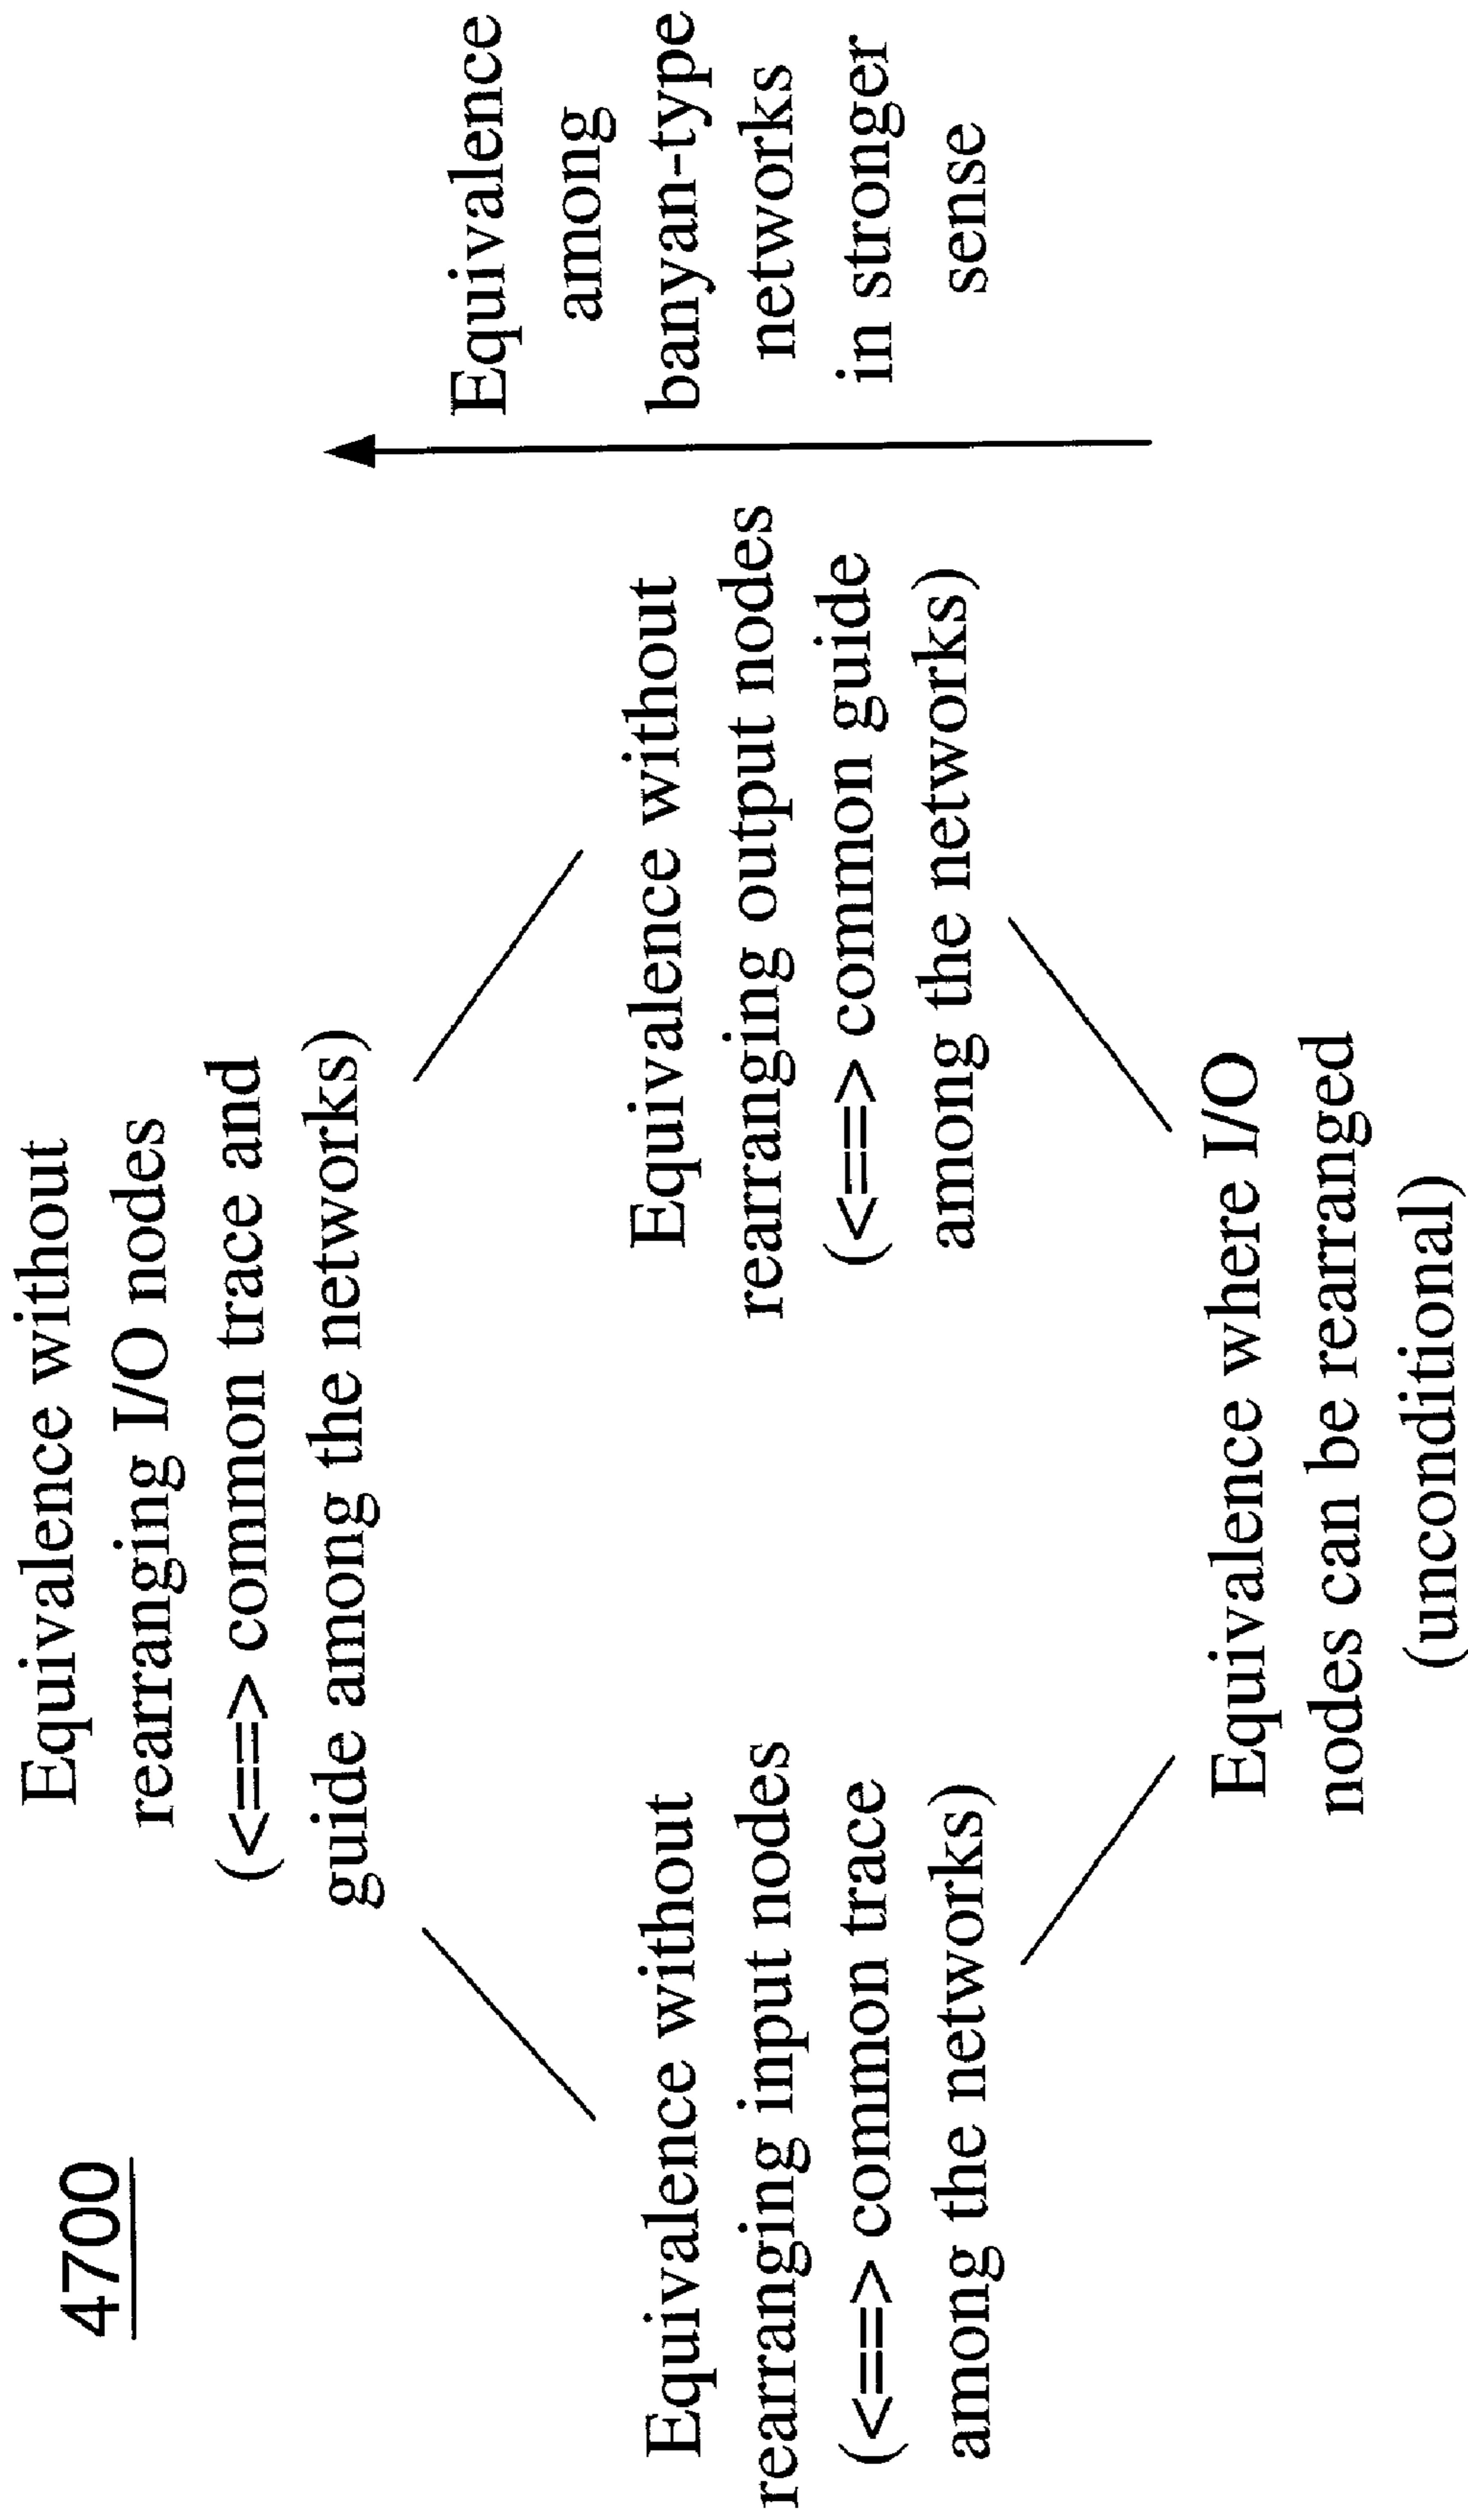 4700
Equivalence without
rearranging I/O nodes
(<==> common trace and
guide among the networks)
Equivalence without
rearranging input nodes
(<==> common trace
among the networks)
Equivalence without
rearranging output nodes
(<==> common guide
among the networks)
Equivalence where I/O
nodes can be rearranged
(unconditional)
Equivalence
among
banyan-type
networks
in stronger
sense